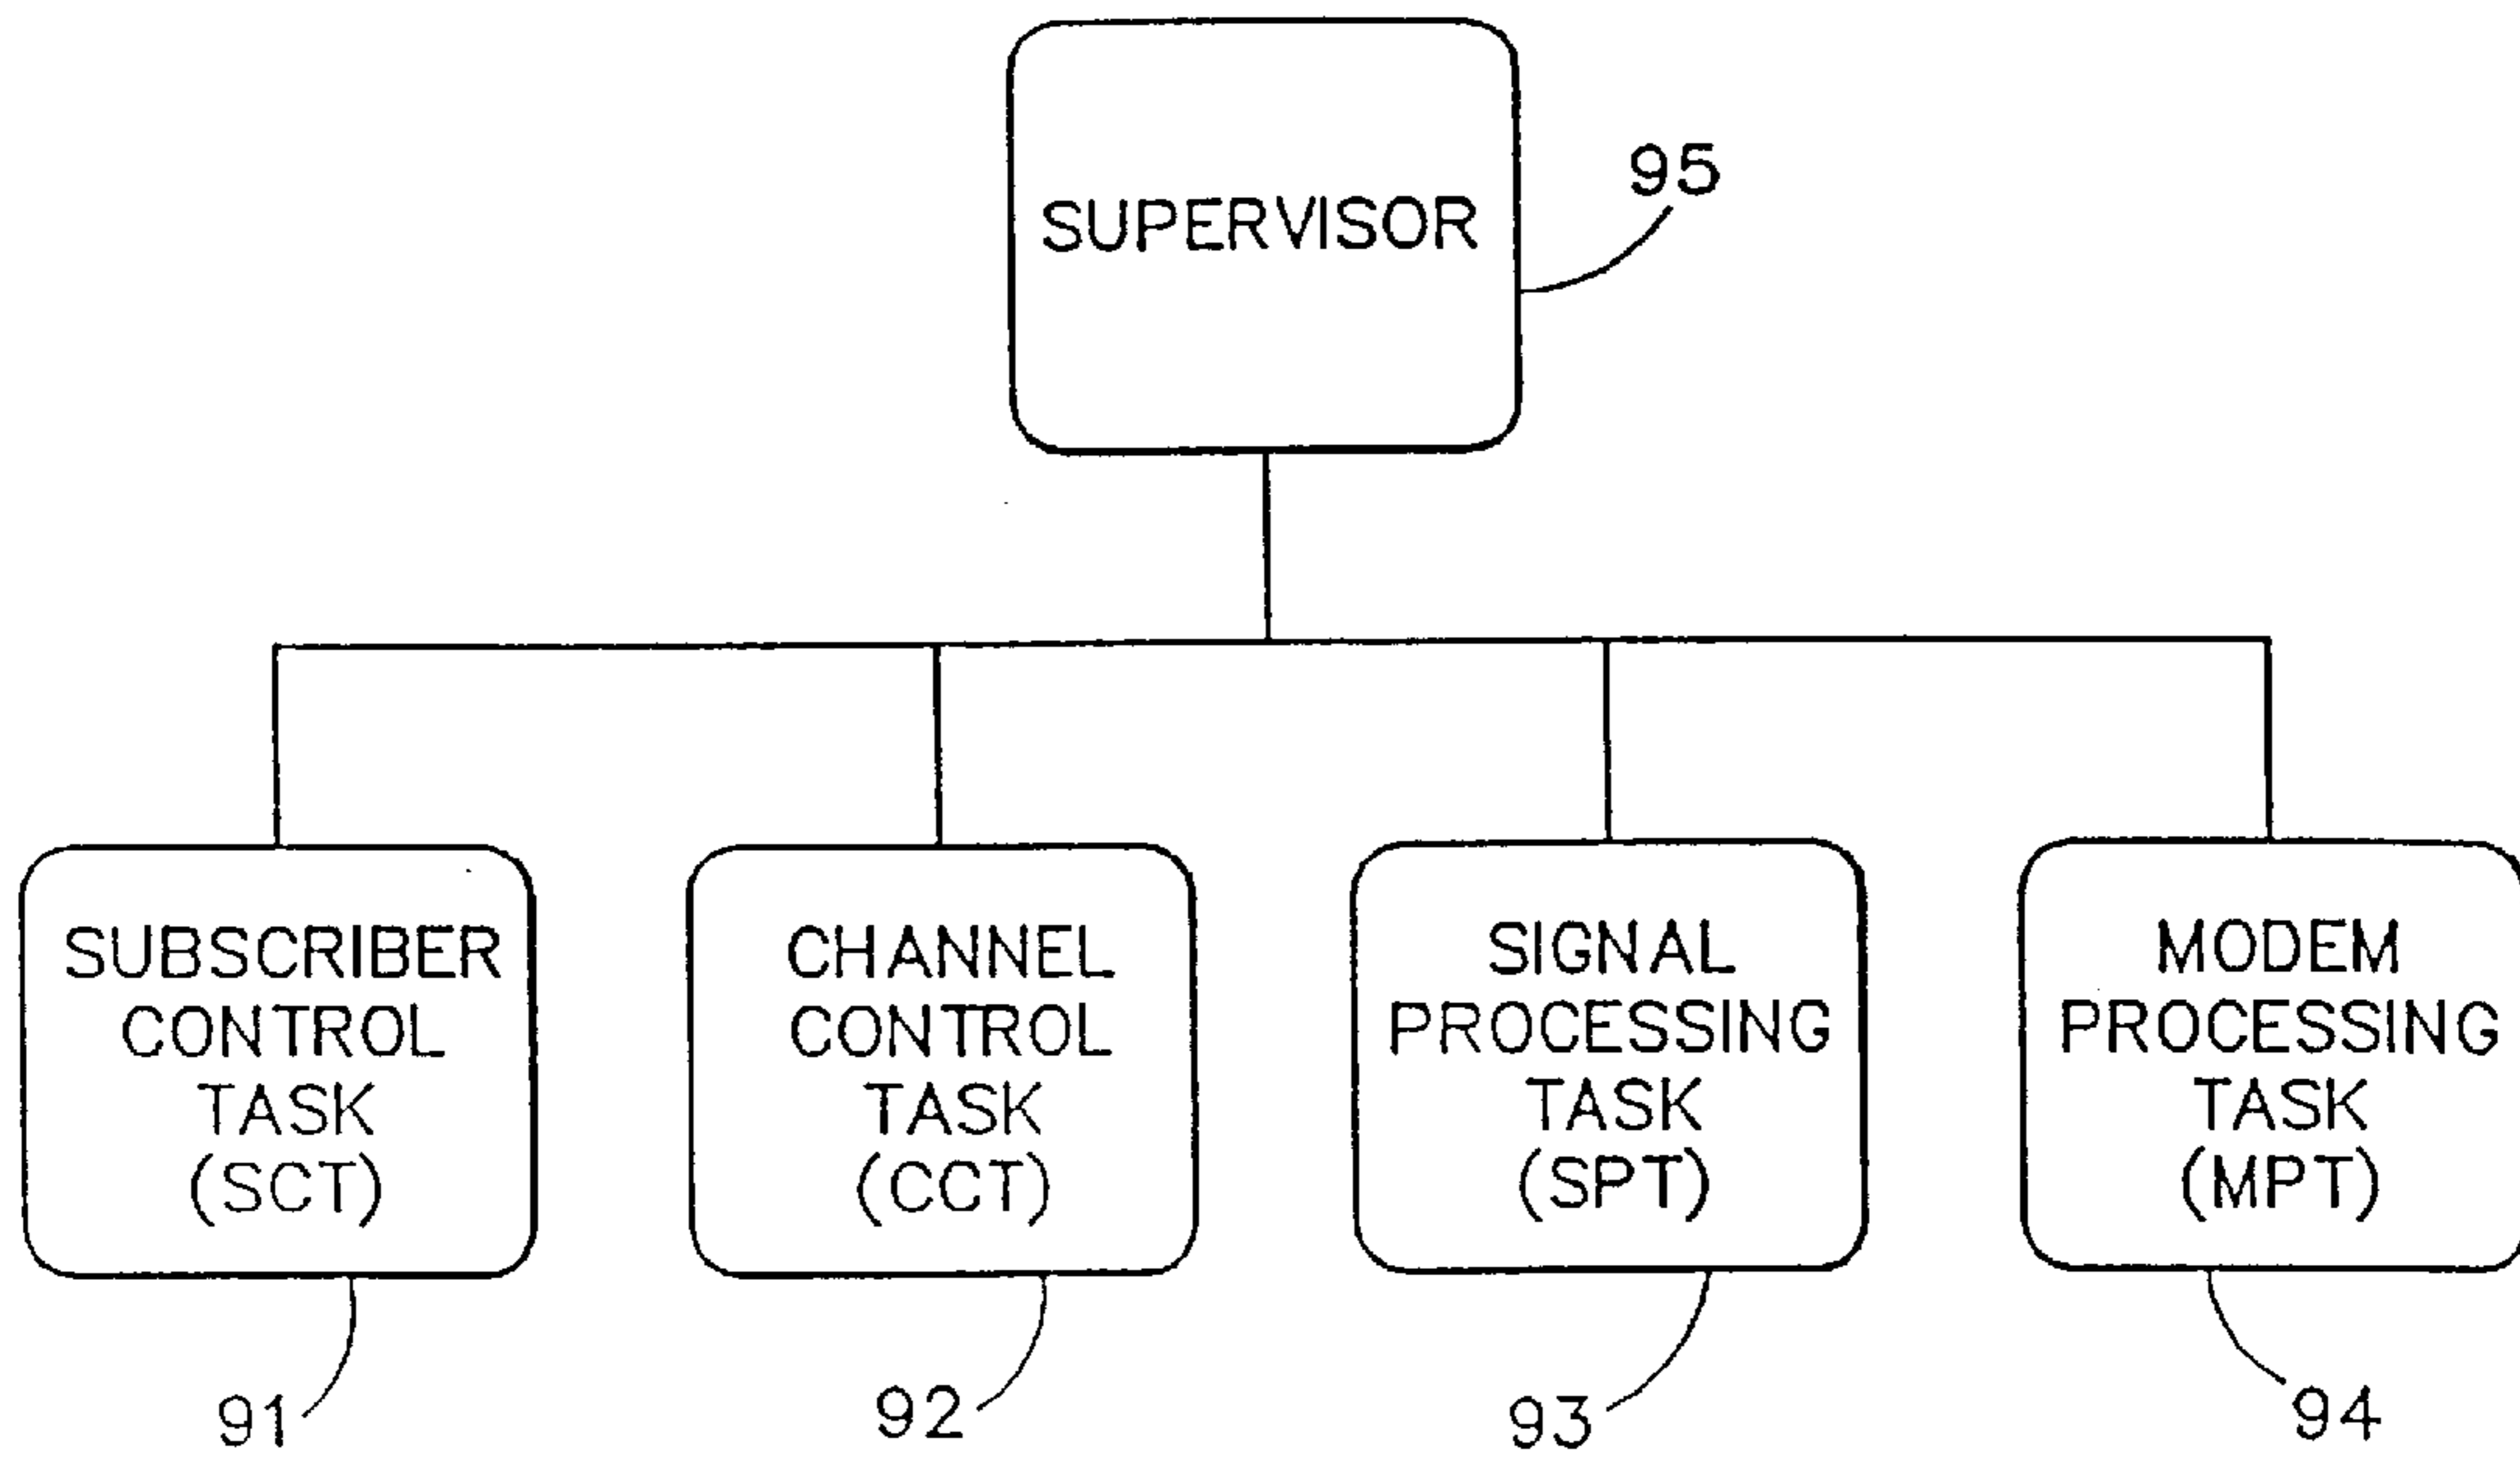 95
SUPERVISOR
SUBSCRIBER
CONTROL
TASK
(SCT)
CHANNEL
CONTROL
TASK
(CCT)
SIGNAL
PROCESSING
TASK
(SPT)
MODEM
PROCESSING
TASK
(MPT)
91
92
93
94